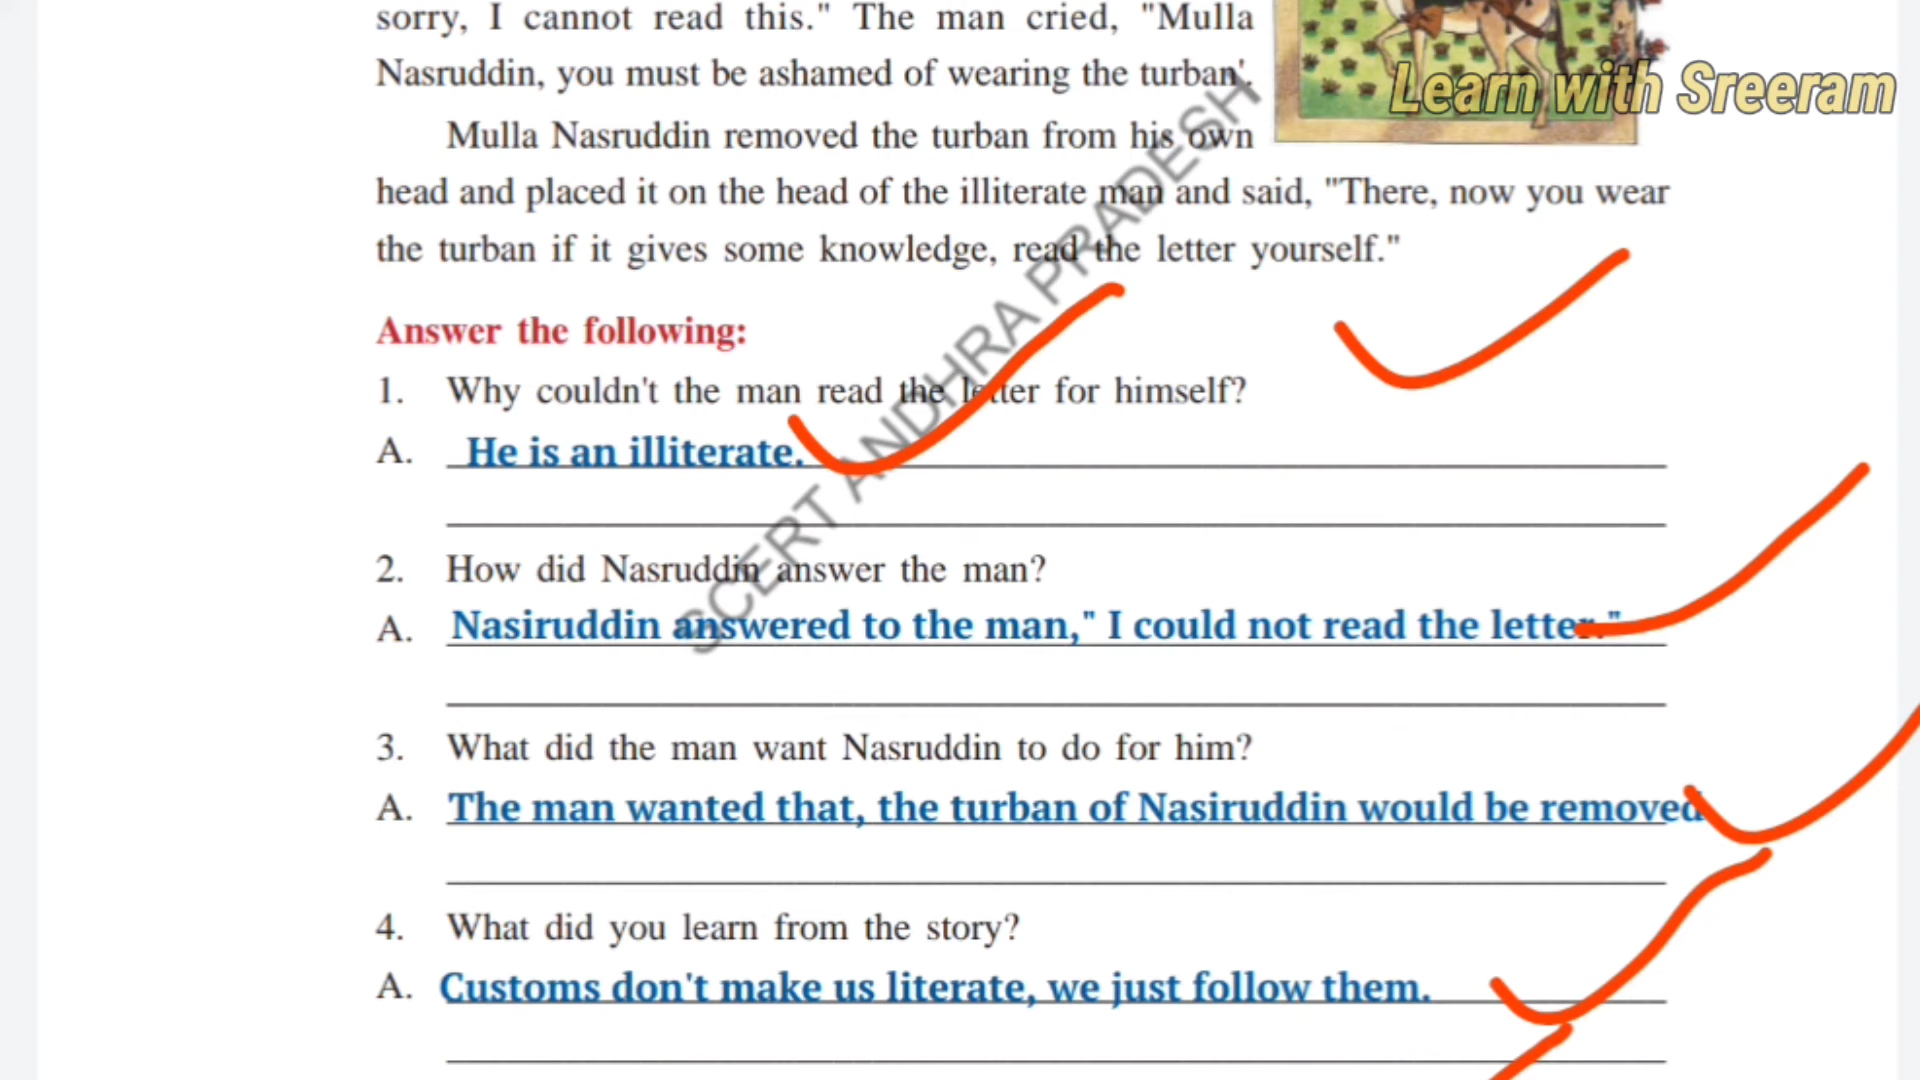 sorry, I cannot read this." The man cried, "Mulla
Nasruddin, you must be ashamed of wearing the turban'.
Learn with Sreeram
Mulla Nasruddin removed the turban from his own
head and placed it on the head of the illiterate man and said, "There, now you wear
the turban if it gives some knowledge, read the letter yourself."
SCERT ANDHRA PRADESH
Answer the following:
1. Why couldn't the man read the letter for himself?
A. He is an illiterate.
2. How did Nasruddin answer the man?
A. Nasiruddin answered to the man," I could not read the letter."
3. What did the man want Nasruddin to do for him?
A. The man wanted that, the turban of Nasiruddin would be removed
4. What did you learn from the story?
A. Customs don't make us literate, we just follow them.